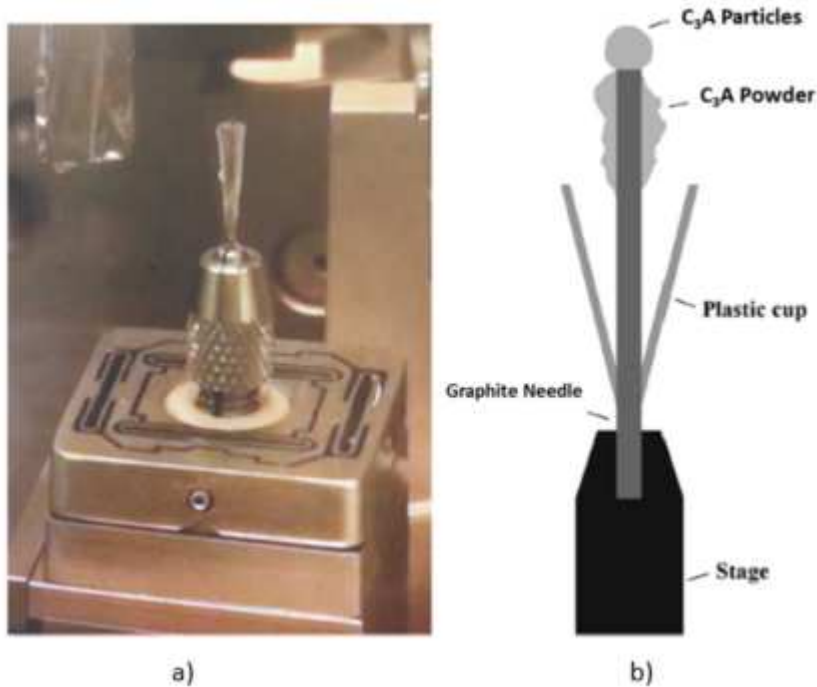 C₃A Particles
C₃A Powder
Plastic cup
Graphite Needle
Stage
a)
b)